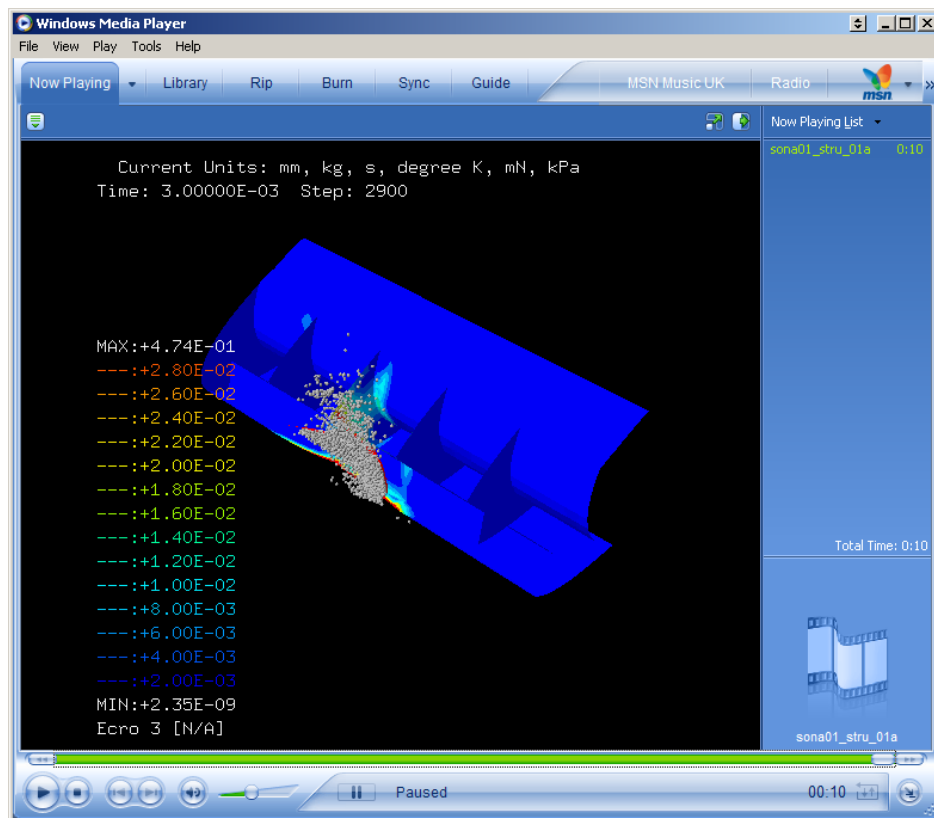 Windows Media Player
File View Play Tools Help
Now Playing Library Rip Burn Sync Guide MSN Music UK Radio msn
Now Playing List
sona01_stru_01a 0:10
Current Units: mm, kg, s, degree K, mN, kPa
Time: 3.00000E-03 Step: 2900
MAX:+4.74E-01
---:+2.80E-02
---:+2.60E-02
---:+2.40E-02
---:+2.20E-02
---:+2.00E-02
---:+1.80E-02
---:+1.60E-02
---:+1.40E-02
---:+1.20E-02
---:+1.00E-02
---:+8.00E-03
---:+6.00E-03
---:+4.00E-03
---:+2.00E-03
MIN:+2.35E-09
Ecro 3 [N/A]
Total Time: 0:10
sona01_stru_01a
Paused 00:10